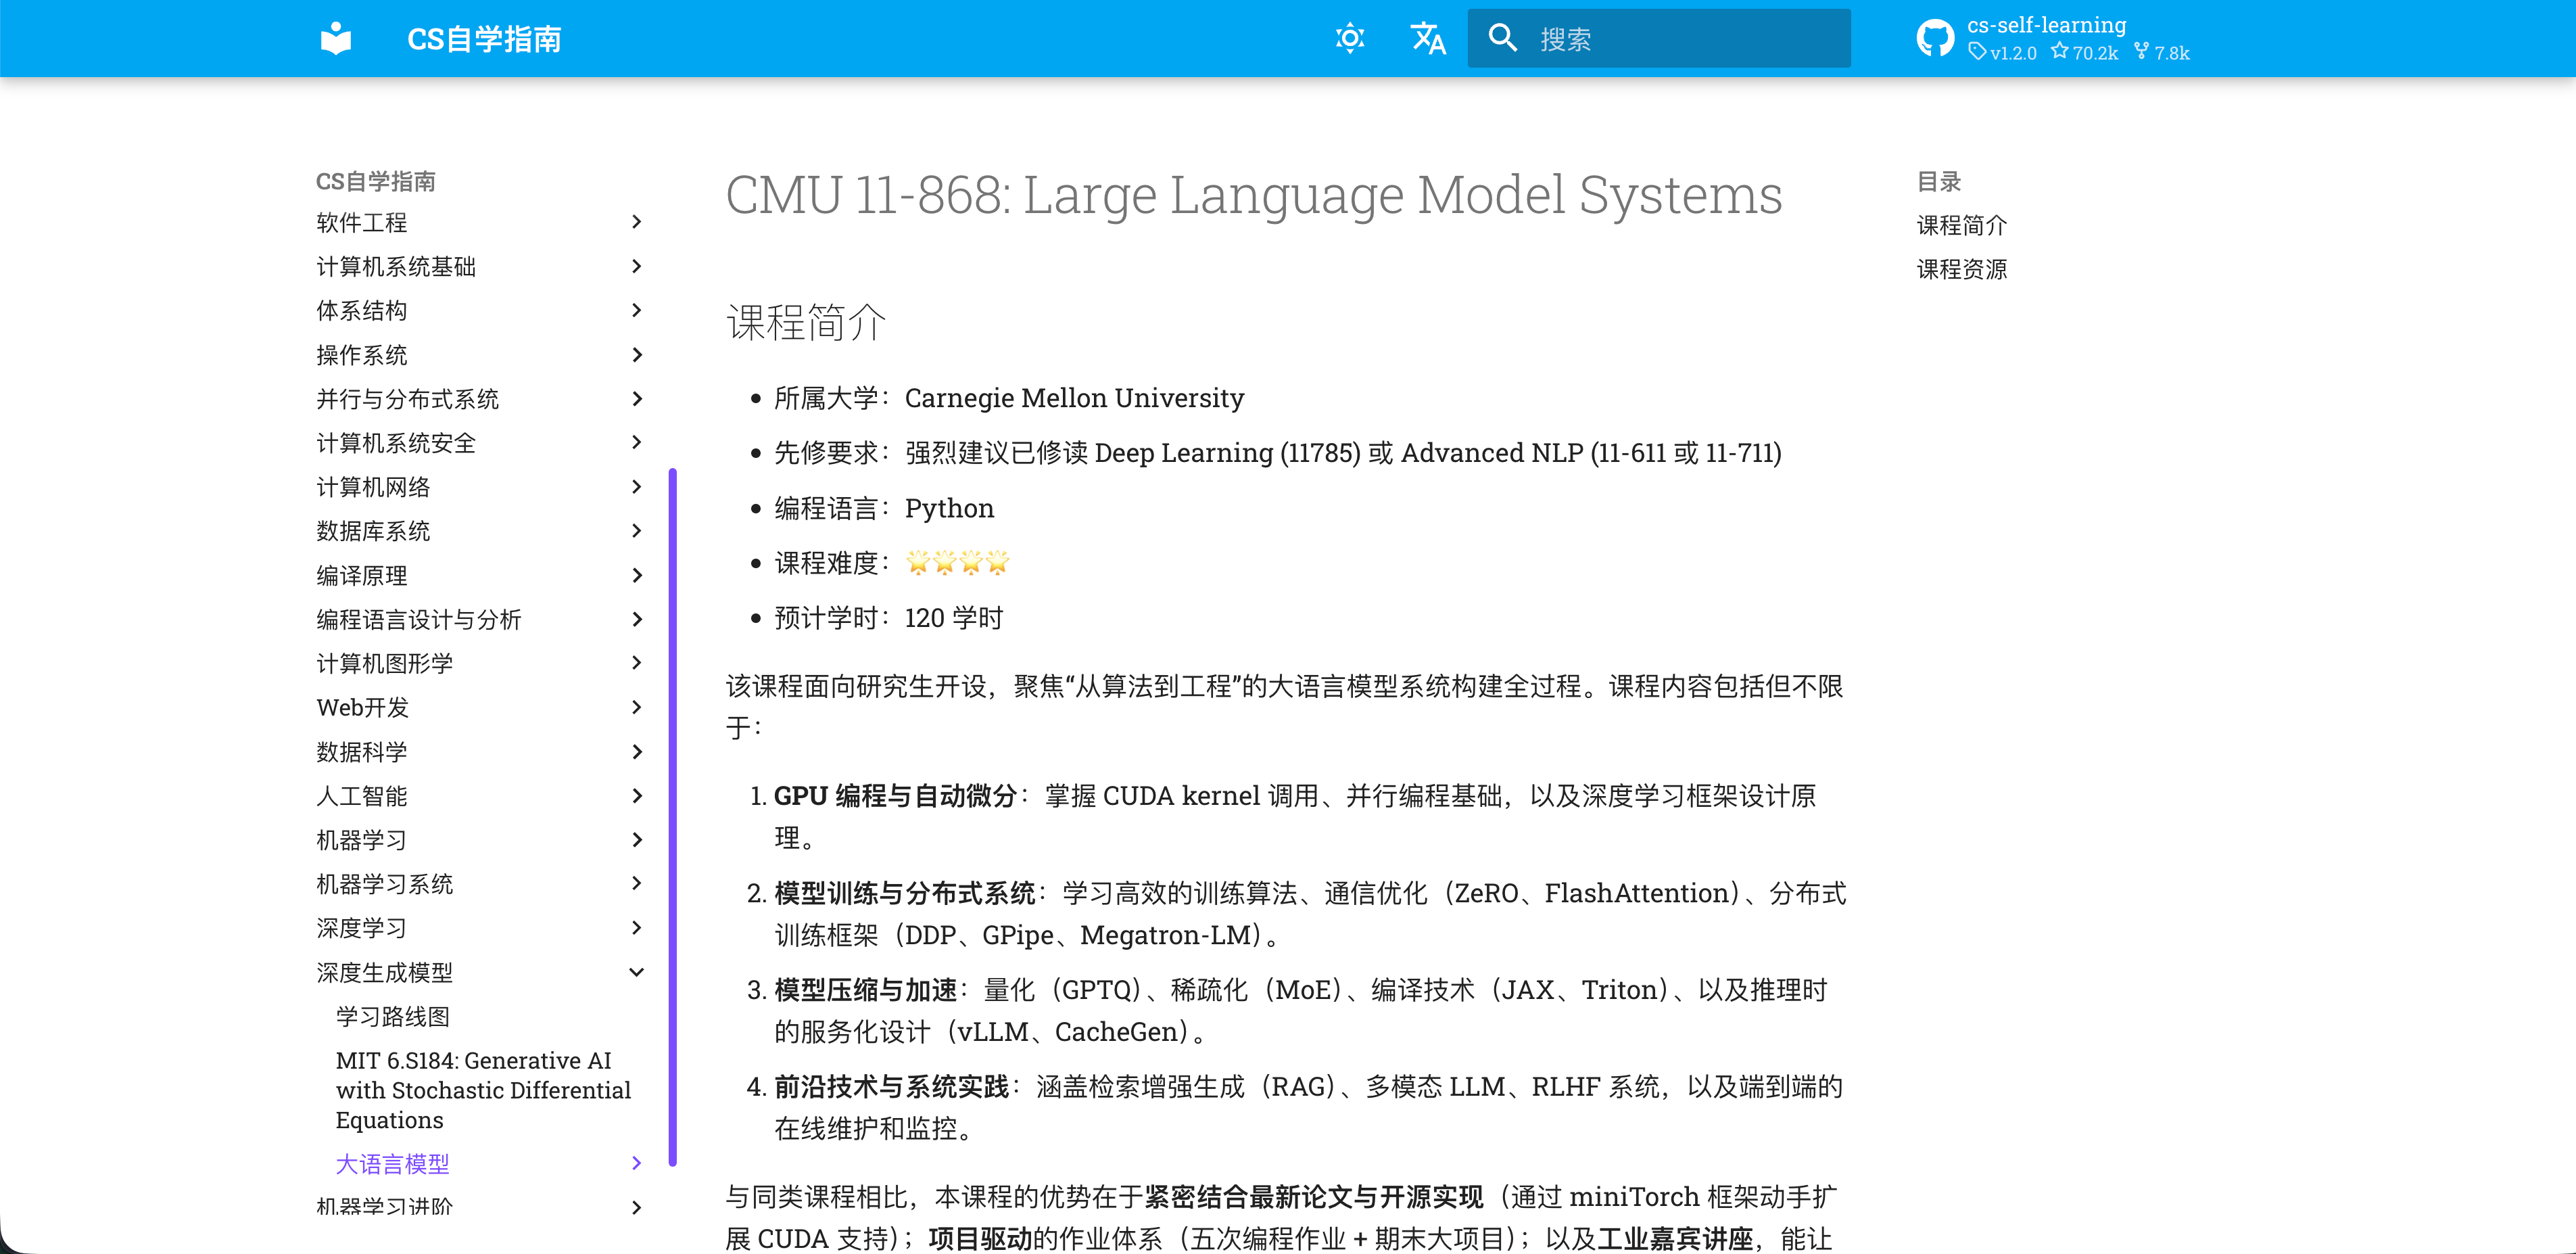 CS自学指南
搜索
cs-self-learning
v1.2.0 70.2k 7.8k
CS自学指南
软件工程
计算机系统基础
体系结构
操作系统
并行与分布式系统
计算机系统安全
计算机网络
数据库系统
编译原理
编程语言设计与分析
计算机图形学
Web开发
数据科学
人工智能
机器学习
机器学习系统
深度学习
深度生成模型
学习路线图
MIT 6.S184: Generative AI
with Stochastic Differential
Equations
大语言模型
机器学习进阶
CMU 11-868: Large Language Model Systems
课程简介
• 所属大学：Carnegie Mellon University
• 先修要求：强烈建议已修读 Deep Learning (11785) 或 Advanced NLP (11-611 或 11-711)
• 编程语言：Python
• 课程难度：🌟🌟🌟🌟
• 预计学时：120 学时
该课程面向研究生开设，聚焦“从算法到工程”的大语言模型系统构建全过程。课程内容包括但不限
于：
1. GPU 编程与自动微分：掌握 CUDA kernel 调用、并行编程基础，以及深度学习框架设计原
理。
2. 模型训练与分布式系统：学习高效的训练算法、通信优化（ZeRO、FlashAttention）、分布式
训练框架（DDP、GPipe、Megatron-LM）。
3. 模型压缩与加速：量化（GPTQ）、稀疏化（MoE）、编译技术（JAX、Triton）、以及推理时
的服务化设计（vLLM、CacheGen）。
4. 前沿技术与系统实践：涵盖检索增强生成（RAG）、多模态 LLM、RLHF 系统，以及端到端的
在线维护和监控。
与同类课程相比，本课程的优势在于紧密结合最新论文与开源实现（通过 miniTorch 框架动手扩
展 CUDA 支持）；项目驱动的作业体系（五次编程作业 + 期末大项目）；以及工业嘉宾讲座，能让
目录
课程简介
课程资源